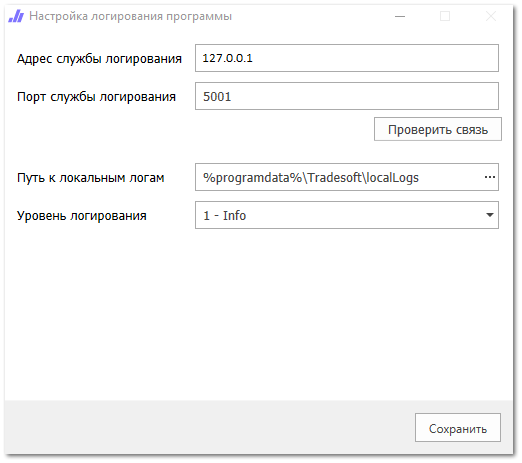 Настройка логирования программы
Адрес службы логирования 127.0.0.1
Порт службы логирования 5001
Проверить связь
Путь к локальным логам %programdata%\Tradesoft\localLogs ...
Уровень логирования 1 - Info
Сохранить